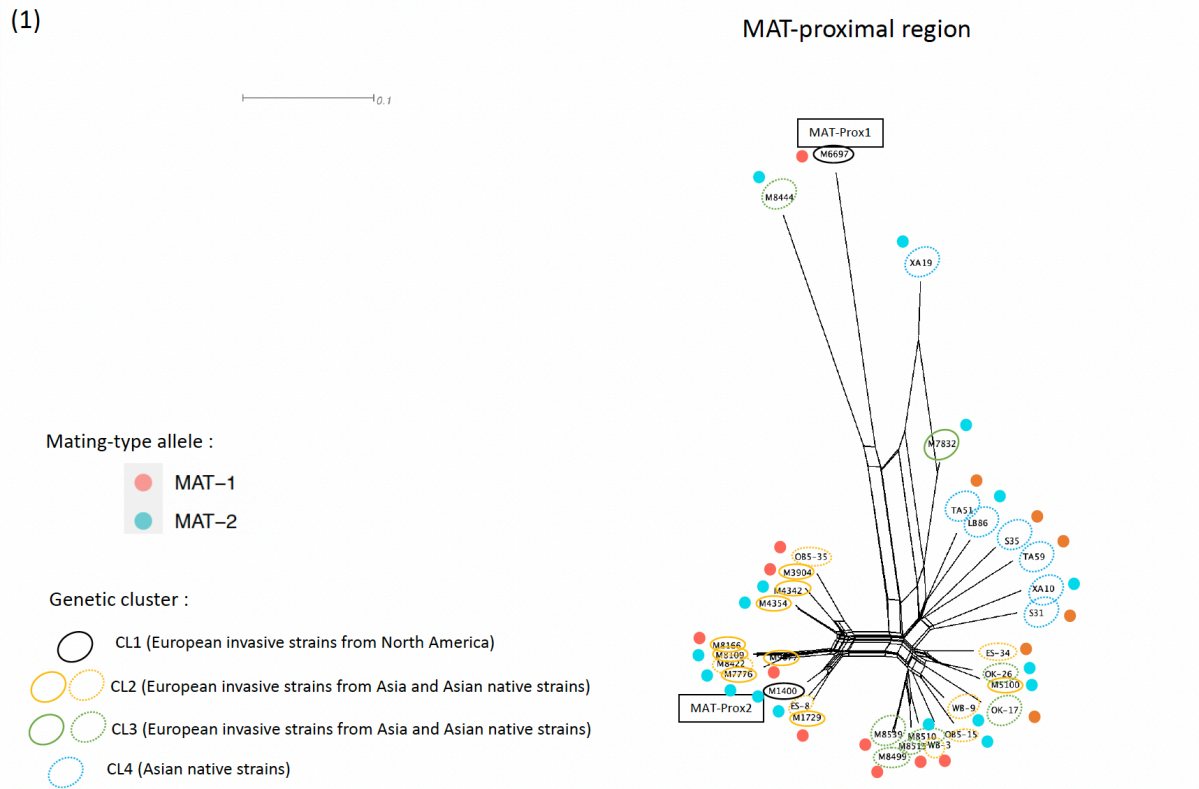 (1)
MAT-proximal region
0.1
MAT-Prox1
M6697
M8444
XA19
M7832
Mating-type allele :
MAT−1
MAT−2
TA51
LB86
S35
TA59
XA10
S31
OB5-35
M3904
M4342
M4354
Genetic cluster :
CL1 (European invasive strains from North America)
CL2 (European invasive strains from Asia and Asian native strains)
CL3 (European invasive strains from Asia and Asian native strains)
CL4 (Asian native strains)
M8166
M8109
M8422
M7776
M1400
MAT-Prox2
ES-8
M1729
ES-34
OK-26
M5100
WB-9
OK-17
M8539
M8510
OB5-15
WB-3
M8499